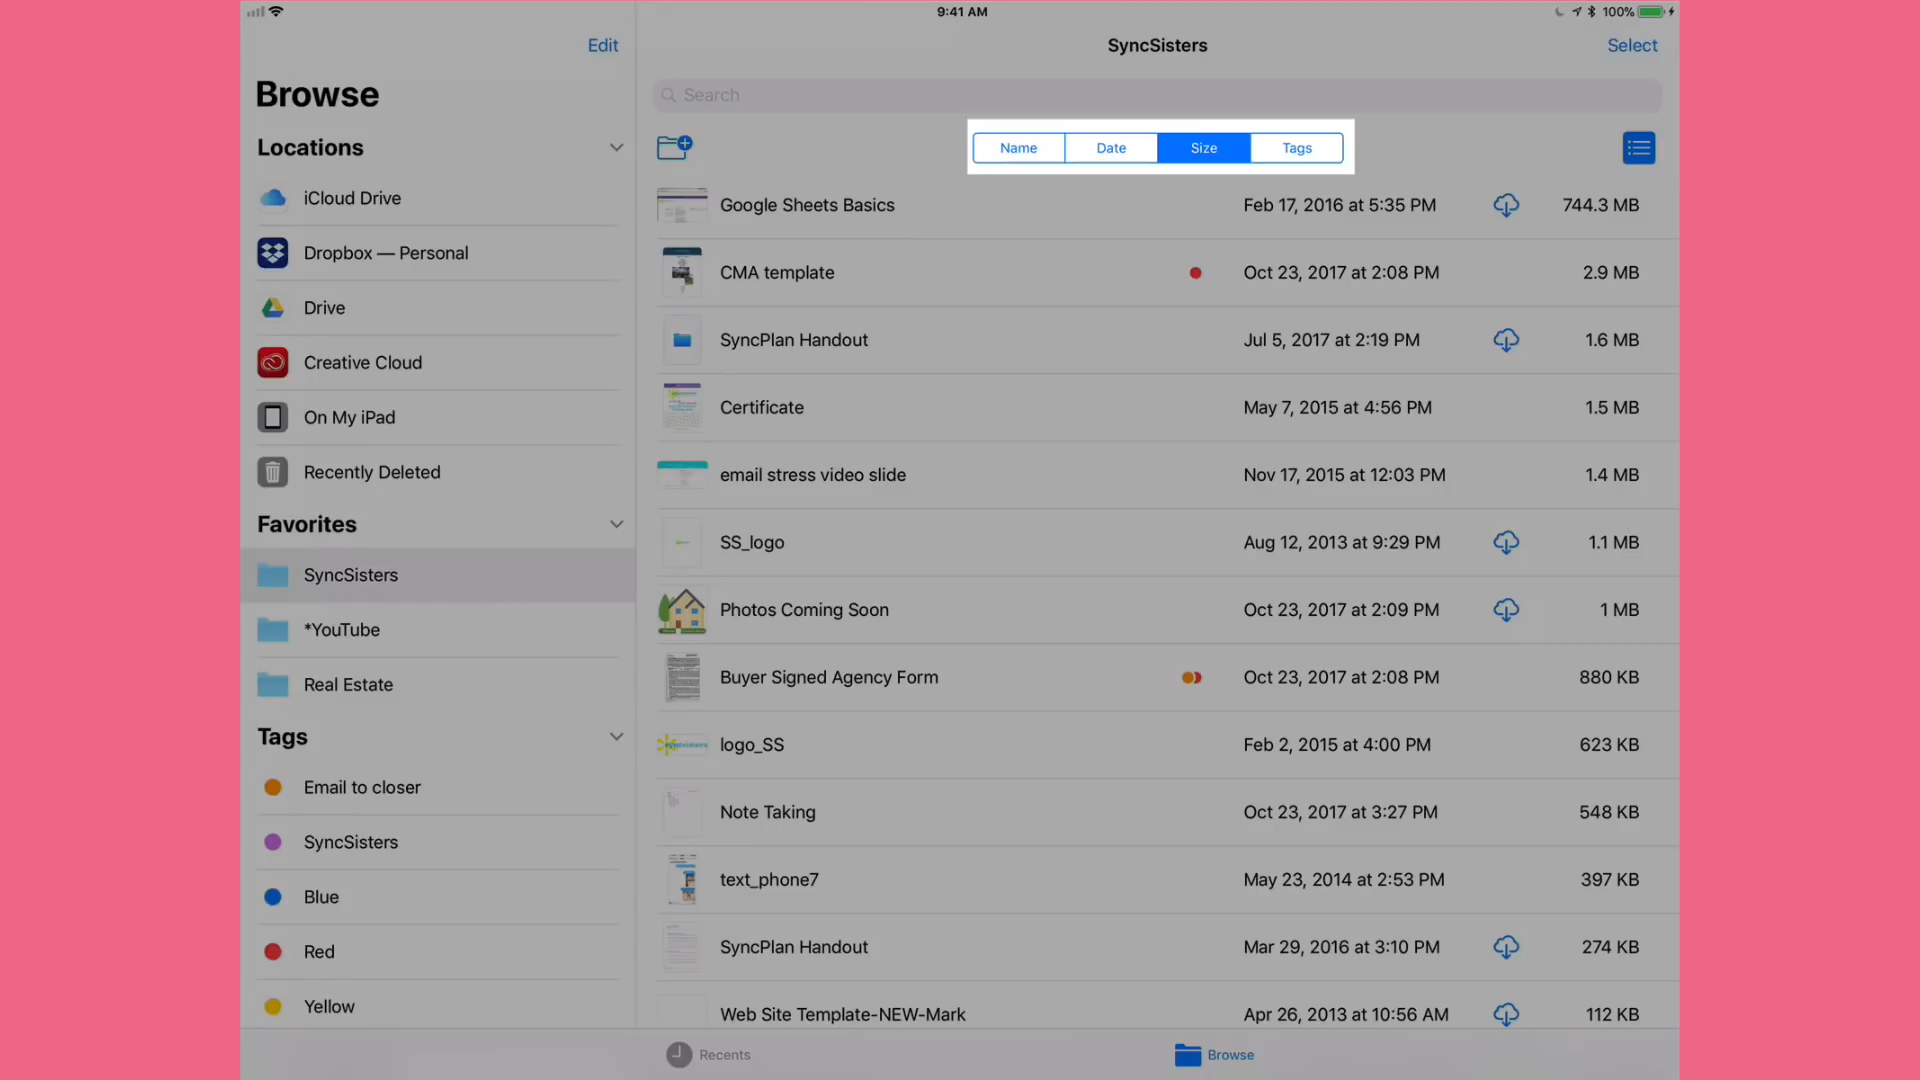 9:41 AM
100%
Edit
SyncSisters
Select
Browse
Search
Locations
Name Date Size Tags
iCloud Drive
Dropbox — Personal
Drive
Creative Cloud
On My iPad
Recently Deleted
Favorites
SyncSisters
*YouTube
Real Estate
Tags
Email to closer
SyncSisters
Blue
Red
Yellow
Google Sheets Basics Feb 17, 2016 at 5:35 PM 744.3 MB
CMA template Oct 23, 2017 at 2:08 PM 2.9 MB
SyncPlan Handout Jul 5, 2017 at 2:19 PM 1.6 MB
Certificate May 7, 2015 at 4:56 PM 1.5 MB
email stress video slide Nov 17, 2015 at 12:03 PM 1.4 MB
SS_logo Aug 12, 2013 at 9:29 PM 1.1 MB
Photos Coming Soon Oct 23, 2017 at 2:09 PM 1 MB
Buyer Signed Agency Form Oct 23, 2017 at 2:08 PM 880 KB
logo_SS Feb 2, 2015 at 4:00 PM 623 KB
Note Taking Oct 23, 2017 at 3:27 PM 548 KB
text_phone7 May 23, 2014 at 2:53 PM 397 KB
SyncPlan Handout Mar 29, 2016 at 3:10 PM 274 KB
Web Site Template-NEW-Mark Apr 26, 2013 at 10:56 AM 112 KB
Recents
Browse